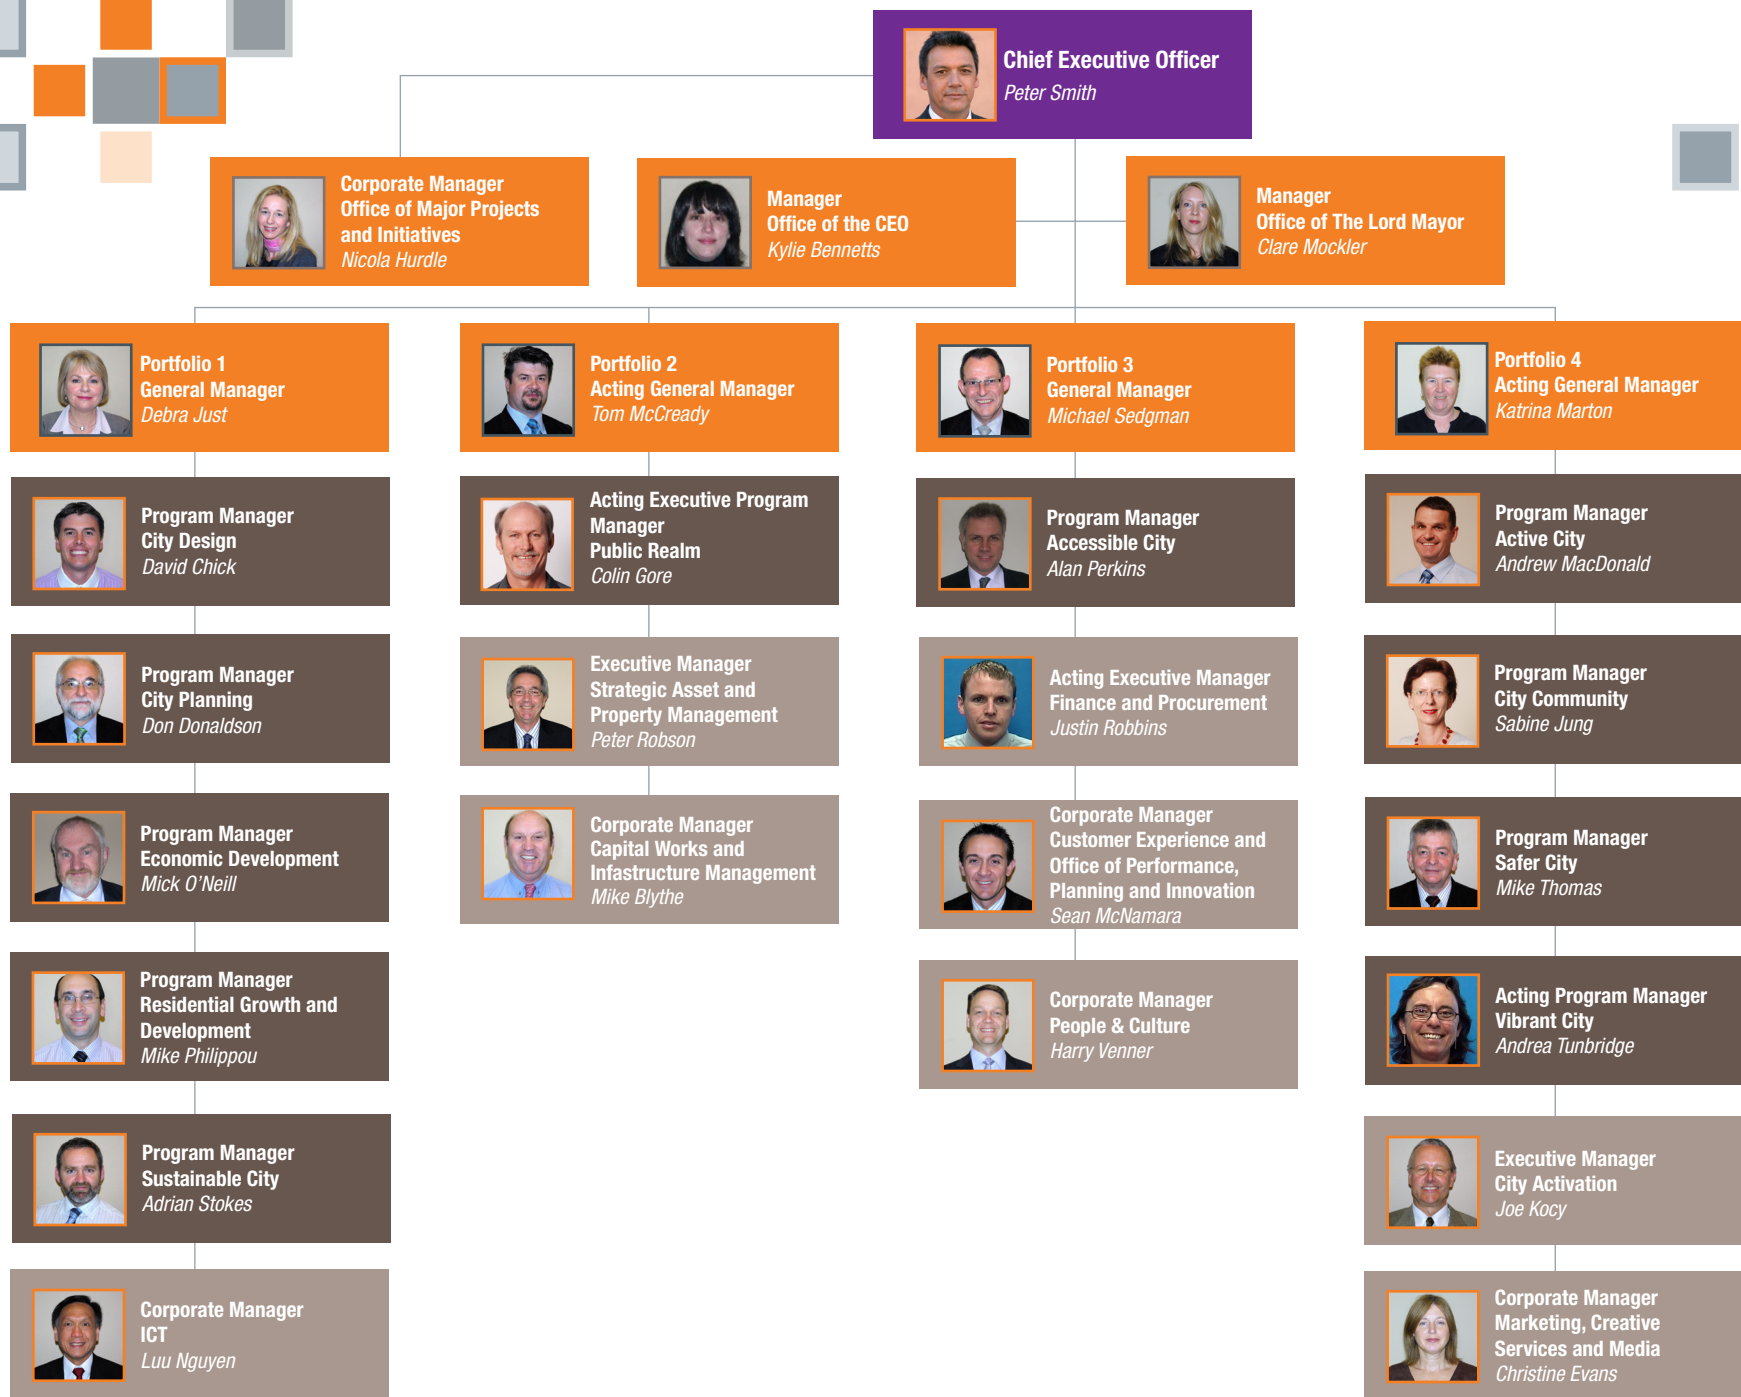 Chief Executive Officer
Peter Smith
Corporate Manager
Office of Major Projects
and Initiatives
Nicola Hurdle
Manager
Office of the CEO
Kylie Bennetts
Manager
Office of The Lord Mayor
Clare Mockler
Portfolio 1
General Manager
Debra Just
Program Manager
City Design
David Chick
Program Manager
City Planning
Don Donaldson
Program Manager
Economic Development
Mick O'Neill
Program Manager
Residential Growth and
Development
Mike Philippou
Program Manager
Sustainable City
Adrian Stokes
Corporate Manager
ICT
Luu Nguyen
Portfolio 2
Acting General Manager
Tom McCready
Acting Executive Program
Manager
Public Realm
Colin Gore
Executive Manager
Strategic Asset and
Property Management
Peter Robson
Corporate Manager
Capital Works and
Infastructure Management
Mike Blythe
Portfolio 3
General Manager
Michael Sedgman
Program Manager
Accessible City
Alan Perkins
Acting Executive Manager
Finance and Procurement
Justin Robbins
Corporate Manager
Customer Experience and
Office of Performance,
Planning and Innovation
Sean McNamara
Corporate Manager
People & Culture
Harry Venner
Portfolio 4
Acting General Manager
Katrina Marton
Program Manager
Active City
Andrew MacDonald
Program Manager
City Community
Sabine Jung
Program Manager
Safer City
Mike Thomas
Acting Program Manager
Vibrant City
Andrea Tunbridge
Executive Manager
City Activation
Joe Kocy
Corporate Manager
Marketing, Creative
Services and Media
Christine Evans